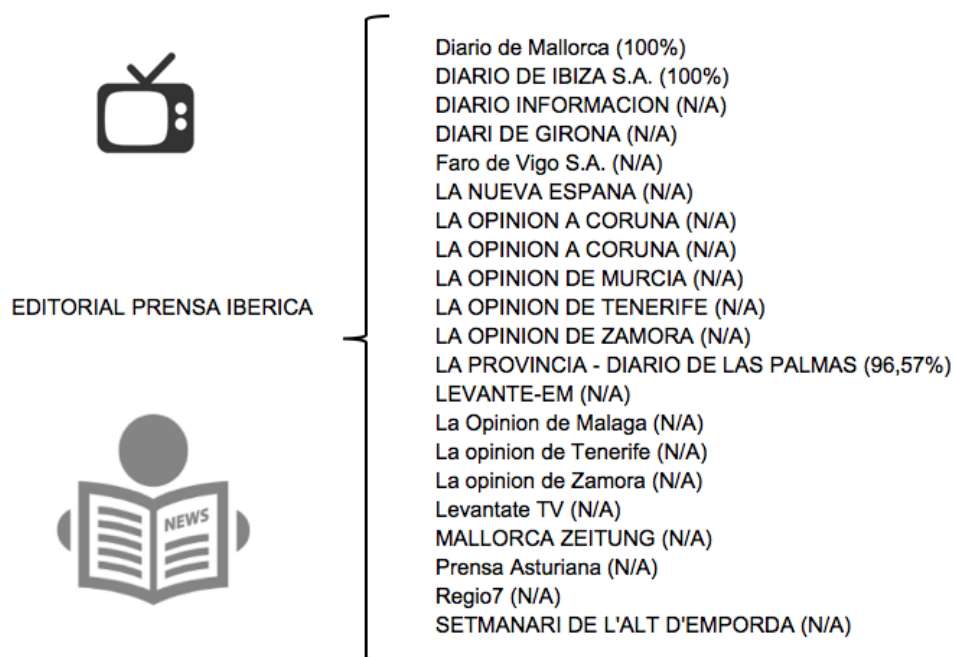 Diario de Mallorca (100%)
DIARIO DE IBIZA S.A. (100%)
DIARIO INFORMACION (N/A)
DIARI DE GIRONA (N/A)
Faro de Vigo S.A. (N/A)
LA NUEVA ESPANA (N/A)
LA OPINION A CORUNA (N/A)
LA OPINION A CORUNA (N/A)
LA OPINION DE MURCIA (N/A)
EDITORIAL PRENSA IBERICA
LA OPINION DE TENERIFE (N/A)
LA OPINION DE ZAMORA (N/A)
LA PROVINCIA - DIARIO DE LAS PALMAS (96,57%)
LEVANTE-EM (N/A)
La Opinion de Malaga (N/A)
La opinion de Tenerife (N/A)
La opinion de Zamora (N/A)
Levantate TV (N/A)
MALLORCA ZEITUNG (N/A)
Prensa Asturiana (N/A)
Regio7 (N/A)
SETMANARI DE L'ALT D'EMPORDA (N/A)
NEWS